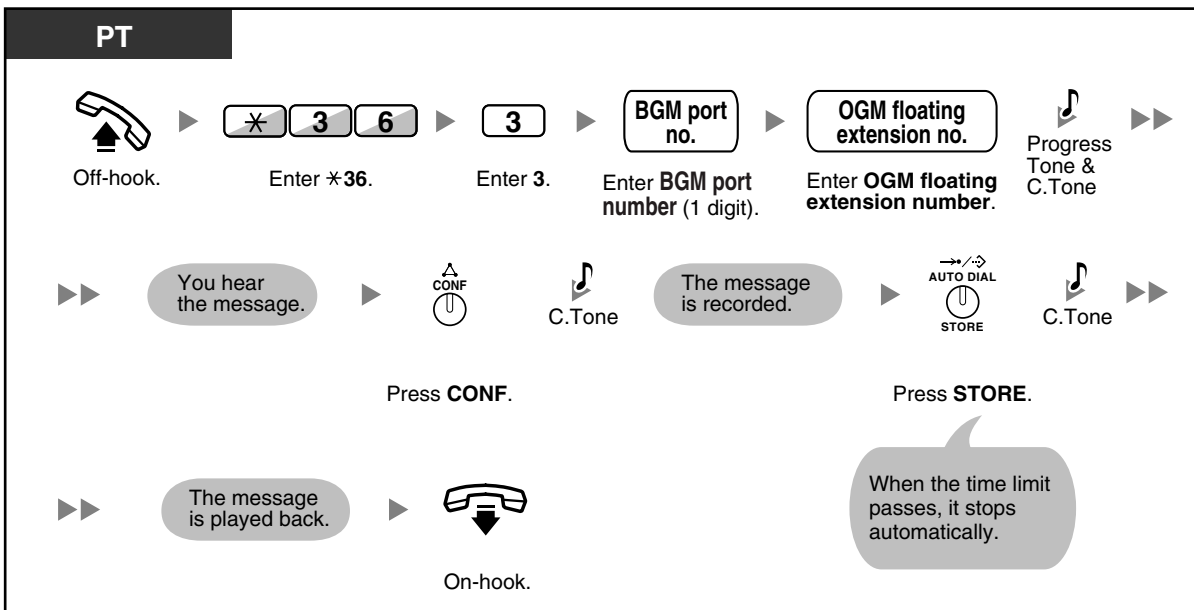 PT
✳ 3 6
3
BGM port
no.
OGM floating
extension no.
Off-hook.
Enter ✳36.
Enter 3.
Enter BGM port
number (1 digit).
Enter OGM floating
extension number.
Progress
Tone &
C.Tone
You hear
the message.
CONF
C.Tone
The message
is recorded.
AUTO DIAL
STORE
C.Tone
Press CONF.
Press STORE.
When the time limit
passes, it stops
automatically.
The message
is played back.
On-hook.